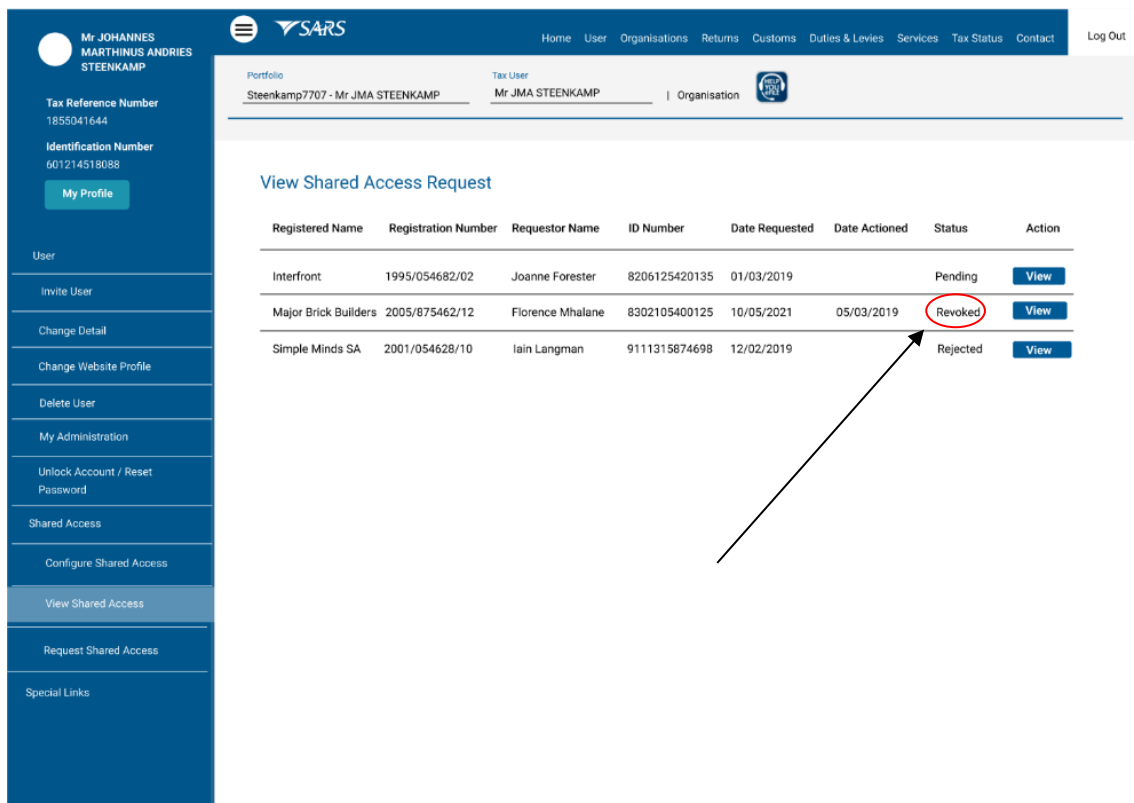 Mr JOHANNES
MARTHINUS ANDRIES
STEENKAMP
Tax Reference Number
1855041644
Identification Number
601214518088
My Profile
User
Invite User
Change Detail
Change Website Profile
Delete User
My Administration
Unlock Account / Reset
Password
Shared Access
Configure Shared Access
View Shared Access
Request Shared Access
Special Links
SARS
Home User Organisations Returns Customs Duties & Levies Services Tax Status Contact
Log Out
Portfolio Tax User
Steenkamp7707 - Mr JMA STEENKAMP Mr JMA STEENKAMP | Organisation
HELP
YOU
eFILE
View Shared Access Request
Registered Name Registration Number Requestor Name ID Number Date Requested Date Actioned Status Action
Interfront 1995/054682/02 Joanne Forester 8206125420135 01/03/2019 Pending View
Major Brick Builders 2005/875462/12 Florence Mhalane 8302105400125 10/05/2021 05/03/2019 Revoked View
Simple Minds SA 2001/054628/10 Iain Langman 9111315874698 12/02/2019 Rejected View